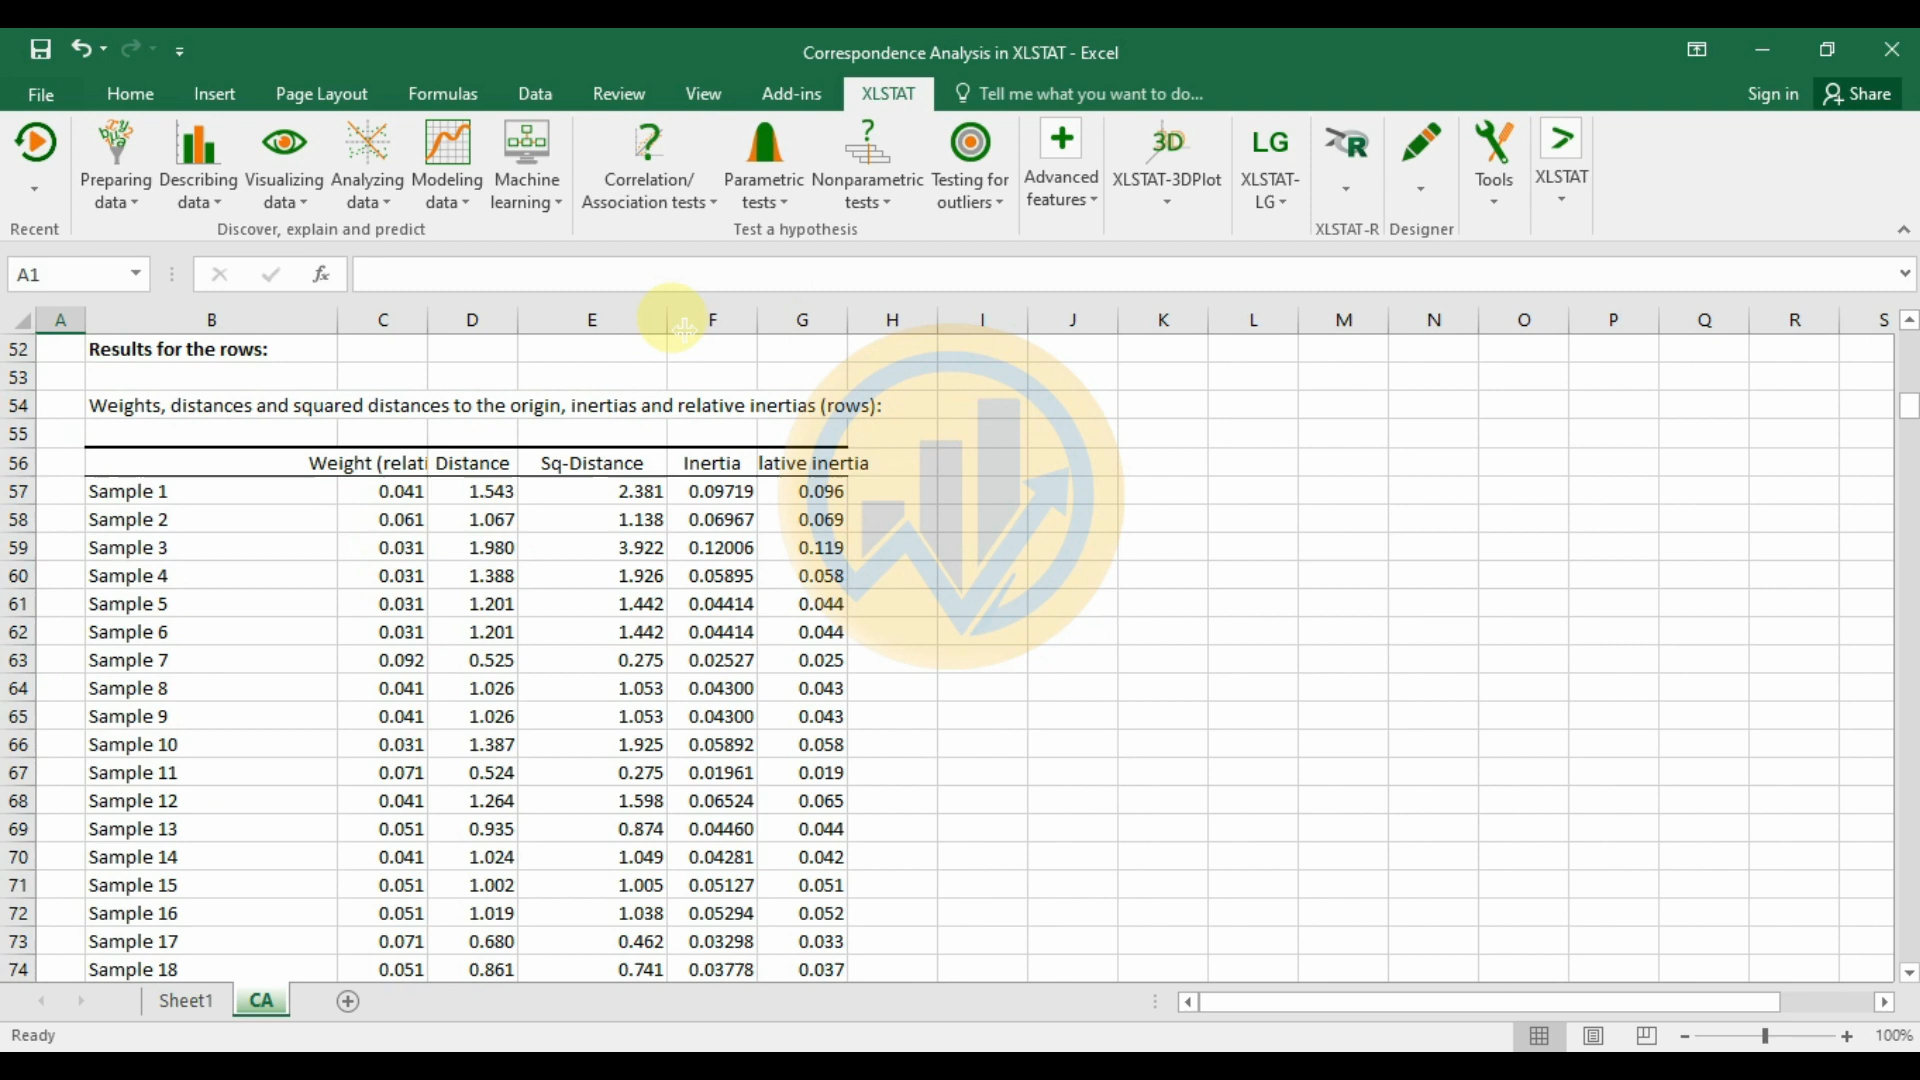 Correspondence Analysis in XLSTAT - Excel
File Home Insert Page Layout Formulas Data Review View Add-ins XLSTAT Tell me what you want to do... Sign in Share
Preparing data Describing data Visualizing data Analyzing data Modeling data Machine learning Correlation/ Association tests Parametric tests Nonparametric tests Testing for outliers Advanced features XLSTAT-3DPlot XLSTAT-LG Tools XLSTAT
Recent Discover, explain and predict Test a hypothesis XLSTAT-R Designer
A1 fx
A B C D E F G H I J K L M N O P Q R S
52 Results for the rows:
53
54 Weights, distances and squared distances to the origin, inertias and relative inertias (rows):
55
56 Weight (relati Distance Sq-Distance Inertia lative inertia
57 Sample 1 0.041 1.543 2.381 0.09719 0.096
58 Sample 2 0.061 1.067 1.138 0.06967 0.069
59 Sample 3 0.031 1.980 3.922 0.12006 0.119
60 Sample 4 0.031 1.388 1.926 0.05895 0.058
61 Sample 5 0.031 1.201 1.442 0.04414 0.044
62 Sample 6 0.031 1.201 1.442 0.04414 0.044
63 Sample 7 0.092 0.525 0.275 0.02527 0.025
64 Sample 8 0.041 1.026 1.053 0.04300 0.043
65 Sample 9 0.041 1.026 1.053 0.04300 0.043
66 Sample 10 0.031 1.387 1.925 0.05892 0.058
67 Sample 11 0.071 0.524 0.275 0.01961 0.019
68 Sample 12 0.041 1.264 1.598 0.06524 0.065
69 Sample 13 0.051 0.935 0.874 0.04460 0.044
70 Sample 14 0.041 1.024 1.049 0.04281 0.042
71 Sample 15 0.051 1.002 1.005 0.05127 0.051
72 Sample 16 0.051 1.019 1.038 0.05294 0.052
73 Sample 17 0.071 0.680 0.462 0.03298 0.033
74 Sample 18 0.051 0.861 0.741 0.03778 0.037
Sheet1 CA
Ready 100%